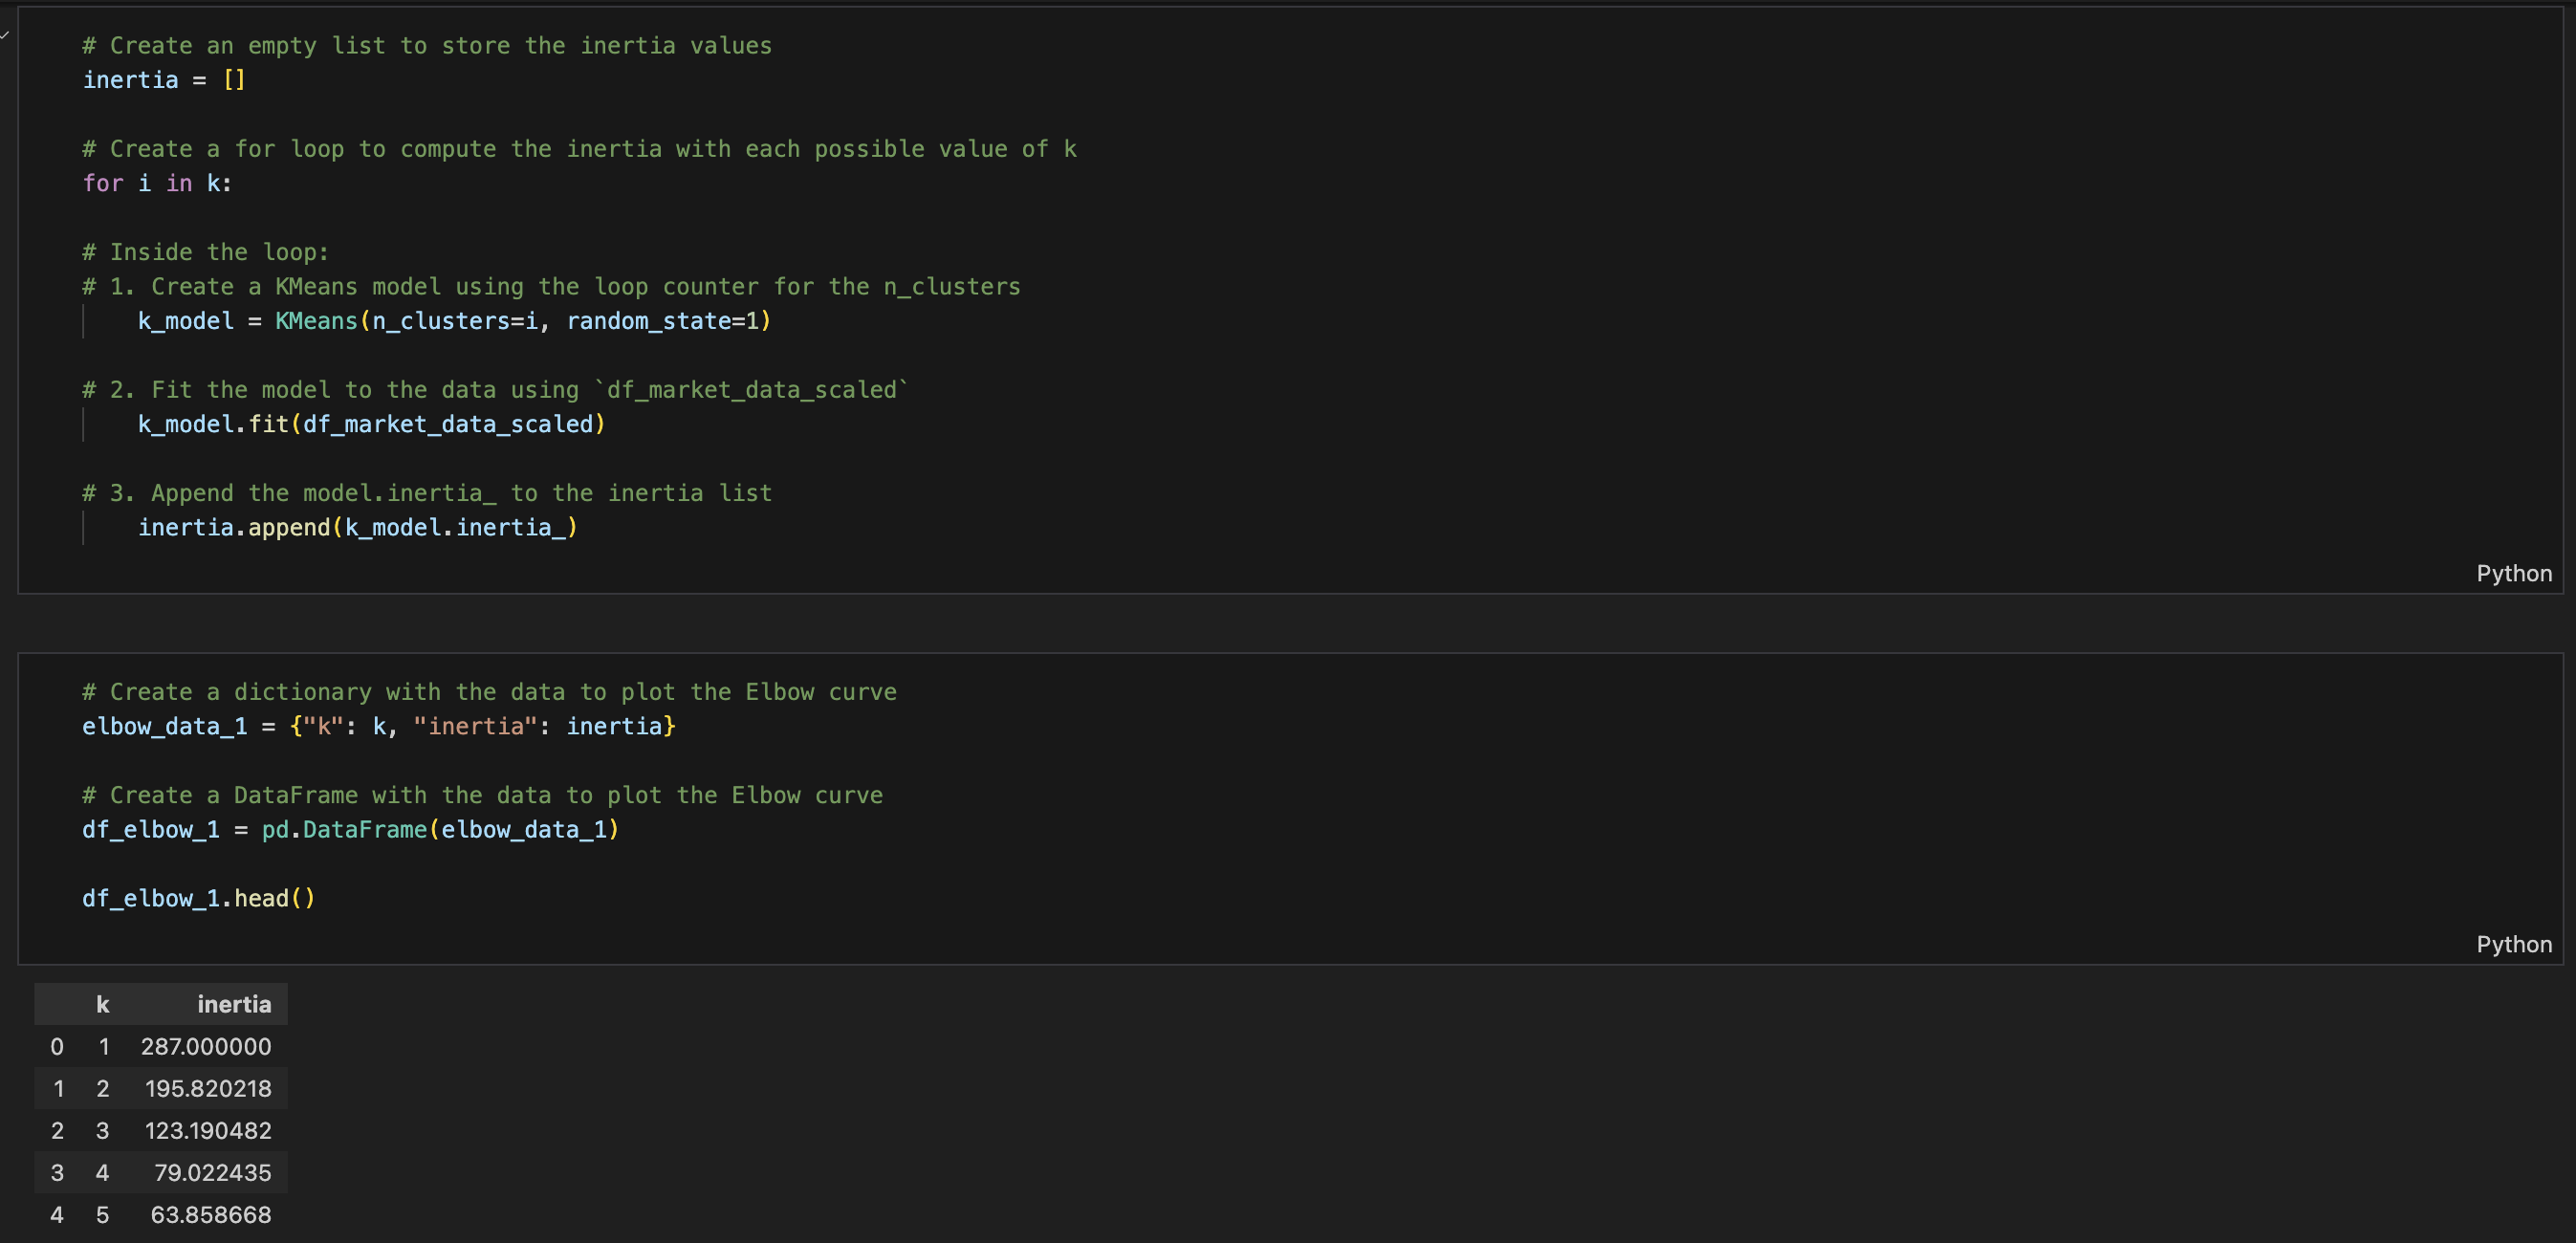 # Create an empty list to store the inertia values
inertia = []
# Create a for loop to compute the inertia with each possible value of k
for i in k:
# Inside the loop:
# 1. Create a KMeans model using the loop counter for the n_clusters
k_model = KMeans(n_clusters=i, random_state=1)
# 2. Fit the model to the data using `df_market_data_scaled`
k_model.fit(df_market_data_scaled)
# 3. Append the model.inertia_ to the inertia list
inertia.append(k_model.inertia_)
Python
# Create a dictionary with the data to plot the Elbow curve
elbow_data_1 = {"k": k, "inertia": inertia}
# Create a DataFrame with the data to plot the Elbow curve
df_elbow_1 = pd.DataFrame(elbow_data_1)
df_elbow_1.head()
Python
k inertia
0 1 287.000000
1 2 195.820218
2 3 123.190482
3 4 79.022435
4 5 63.858668